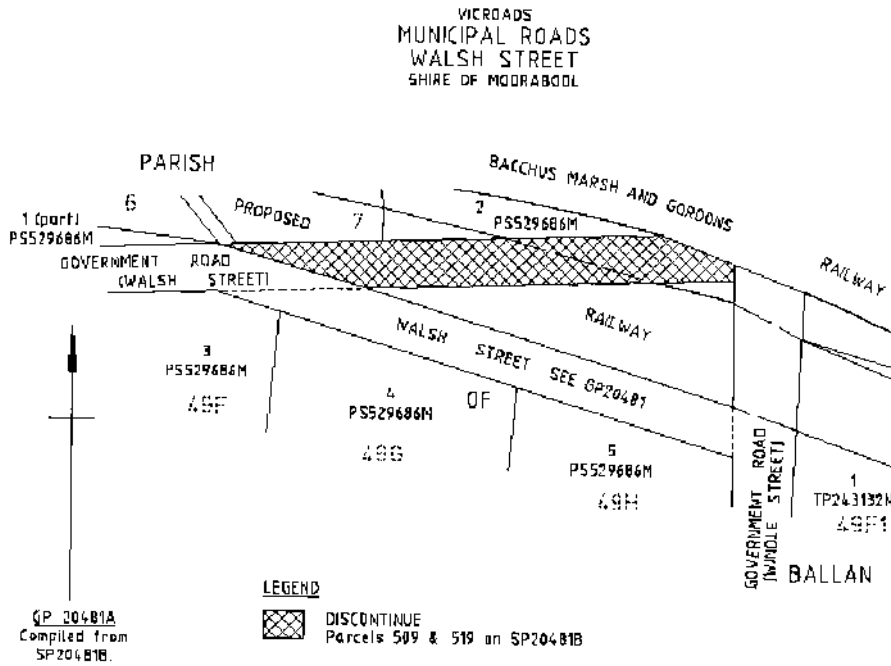 VICROADS
MUNICIPAL ROADS
WALSH STREET
SHIRE OF MOORABOOL
PARISH
BACCHUS MARSH AND GORDONS
RAILWAY
6
PROPOSED
7
2
PS529686M
1 (part)
PS529686M
GOVERNMENT ROAD
(WALSH STREET)
RAILWAY
WALSH STREET SEE GP20481
3
PS529686M
49F
4
PS529686M
49G
OF
5
PS529686M
49H
GOVERNMENT ROAD
(WINDLE STREET)
1
TP243132M
49F1
BALLAN
LEGEND
DISCONTINUE
Parcels 509 & 519 on SP20481B
GP 20481A
Compiled from
SP20481B.